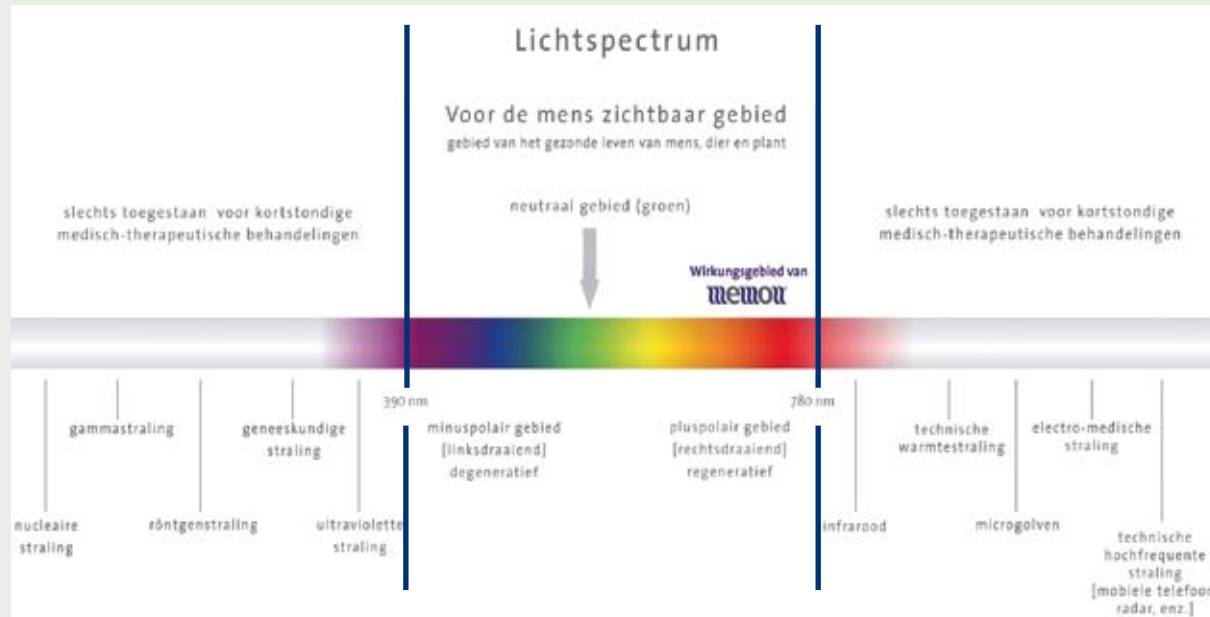 Lichtspectrum
Voor de mens zichtbaar gebied
gebied van het gezonde leven van mens, dier en plant
neutraal gebied (groen)
slechts toegestaan voor kortstondige
medisch-therapeutische behandelingen
slechts toegestaan voor kortstondige
medisch-therapeutische behandelingen
Wirkungsgebied van
memon
390 nm
780 nm
gammastraling
geneeskundige
straling
minuspolair gebied
[linksdraaiend]
degeneratief
pluspolair gebied
[rechtsdraaiend]
regeneratief
technische
warmtestraling
electro-medische
straling
nucleaire
straling
röntgenstraling
ultraviolette
straling
infrarood
microgolven
technische
hochfrequente
straling
[mobiele telefoon
radar, enz.]